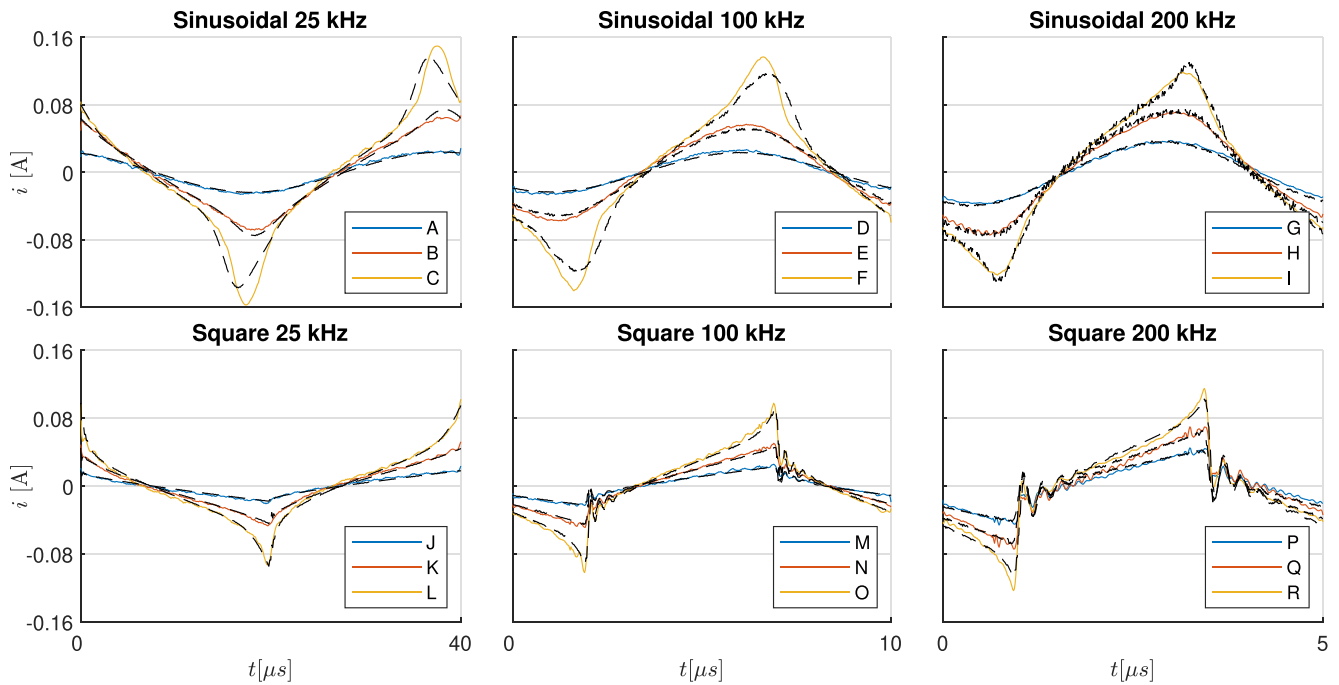 Sinusoidal 25 kHz
Sinusoidal 100 kHz
Sinusoidal 200 kHz
0.16
0.08
0
-0.08
-0.16
i [A]
A
B
C
D
E
F
G
H
I
Square 25 kHz
Square 100 kHz
Square 200 kHz
0.16
0.08
0
-0.08
-0.16
i [A]
J
K
L
M
N
O
P
Q
R
0
40
0
10
0
5
t[μs]
t[μs]
t[μs]